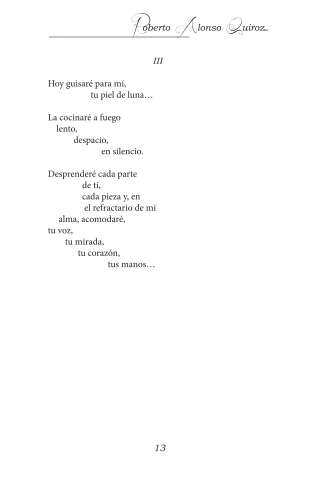 Roberto Alonso Quiroz.
III
Hoy guisaré para mí,
tu piel de luna…
La cocinaré a fuego
lento,
despacio,
en silencio.
Desprenderé cada parte
de ti,
cada pieza y, en
el refractario de mi
alma, acomodaré,
tu voz,
tu mirada,
tu corazón,
tus manos…
13